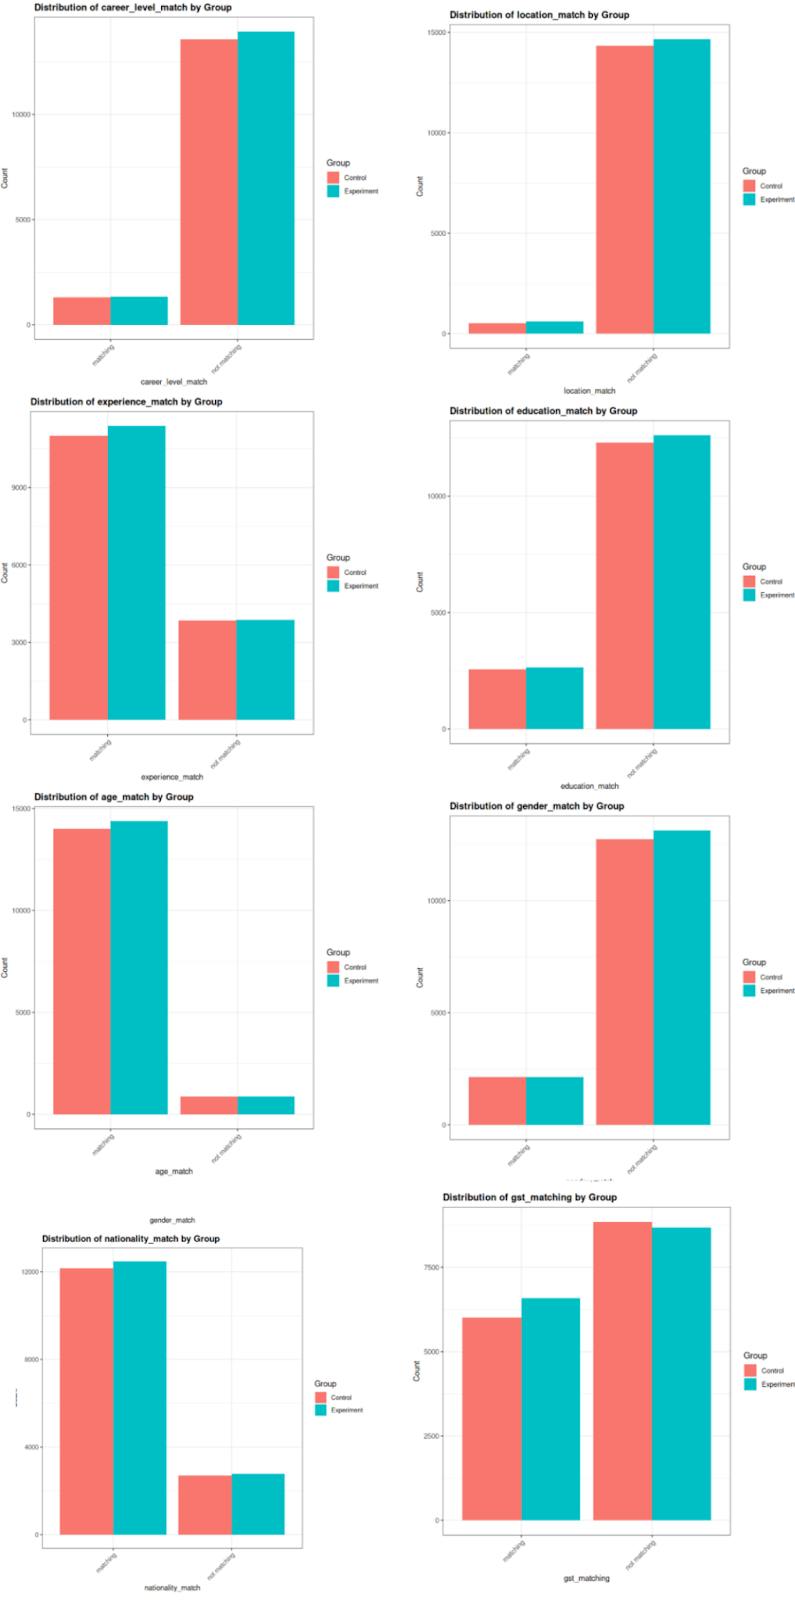 Distribution of career_level_match by Group
10000
5000
0
Count
matching
not matching
career_level_match
Group
Control
Experiment
Distribution of location_match by Group
15000
10000
5000
0
Count
matching
not matching
location_match
Group
Control
Experiment
Distribution of experience_match by Group
9000
6000
3000
0
Count
matching
not matching
experience_match
Group
Control
Experiment
Distribution of education_match by Group
10000
5000
0
Count
matching
not matching
education_match
Group
Control
Experiment
Distribution of age_match by Group
15000
10000
5000
0
Count
matching
not matching
age_match
Group
Control
Experiment
Distribution of gender_match by Group
10000
5000
0
Count
matching
not matching
Group
Control
Experiment
gender_match
Distribution of nationality_match by Group
12000
8000
4000
0
matching
not matching
nationality_match
Group
Control
Experiment
Distribution of gst_matching by Group
7500
5000
2500
0
Count
matching
not matching
gst_matching
Group
Control
Experiment